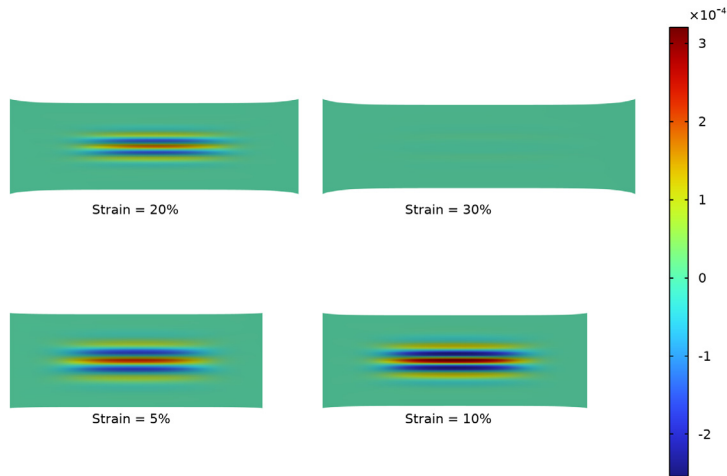 ×10⁻⁴
3
2
1
0
-1
-2
Strain = 20%
Strain = 30%
Strain = 5%
Strain = 10%